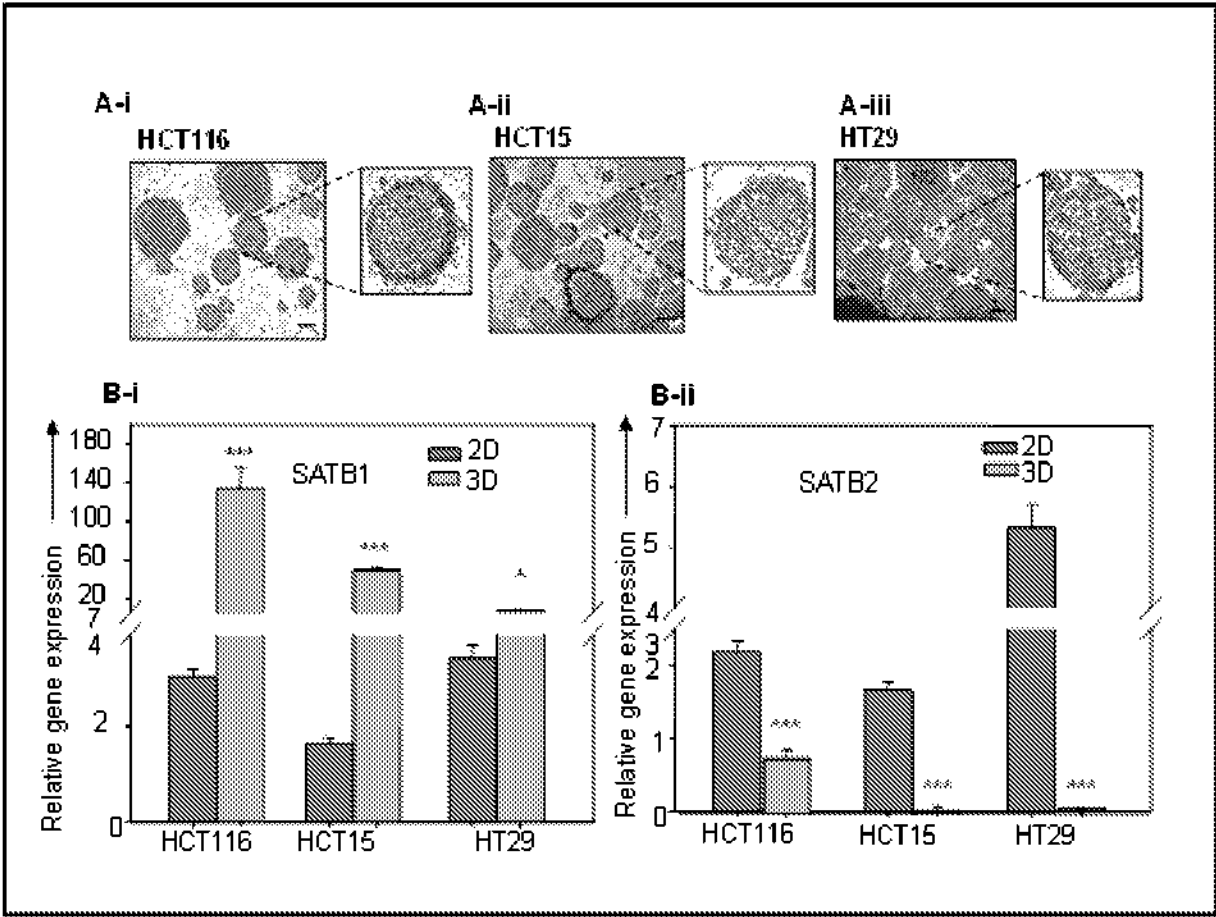 A-i
HCT116
A-ii
HCT15
A-iii
HT29
B-i
SATB1
2D
3D
***
***
*
180
140
100
60
20
7
4
2
0
Relative gene expression
HCT116
HCT15
HT29
B-ii
SATB2
2D
3D
***
***
***
7
6
5
4
3
2
1
0
Relative gene expression
HCT116
HCT15
HT29